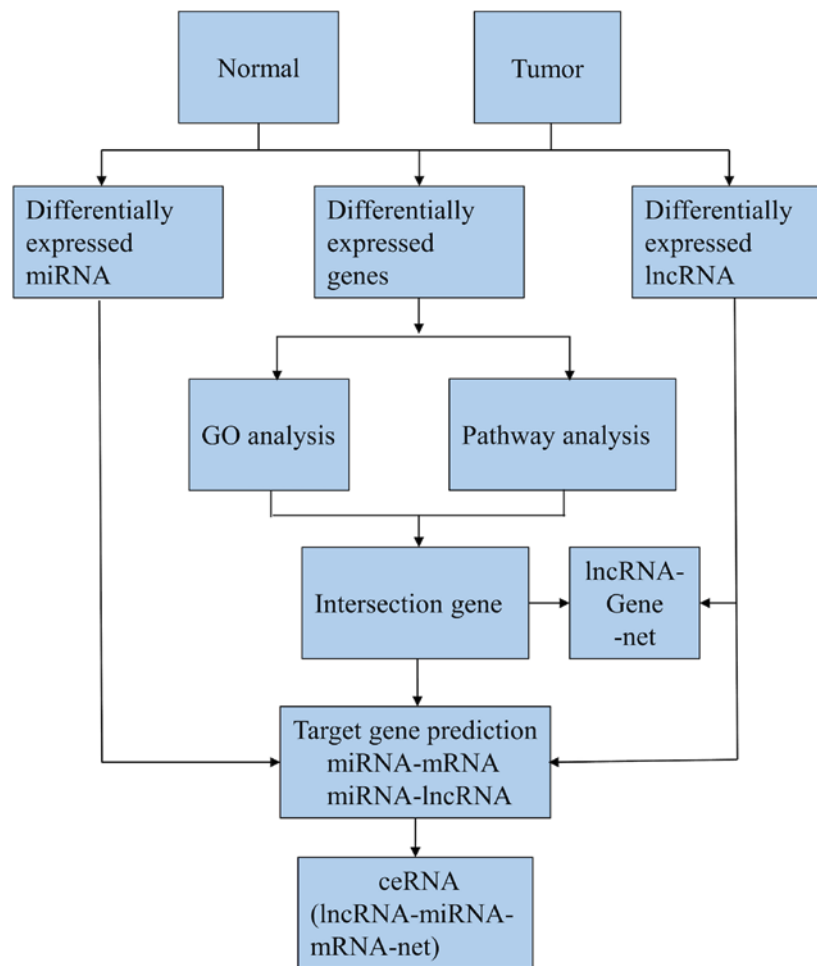 Normal
Tumor
Differentially
expressed
miRNA
Differentially
expressed
genes
Differentially
expressed
lncRNA
GO analysis
Pathway analysis
Intersection gene
lncRNA-
Gene
-net
Target gene prediction
miRNA-mRNA
miRNA-lncRNA
ceRNA
(lncRNA-miRNA-
mRNA-net)